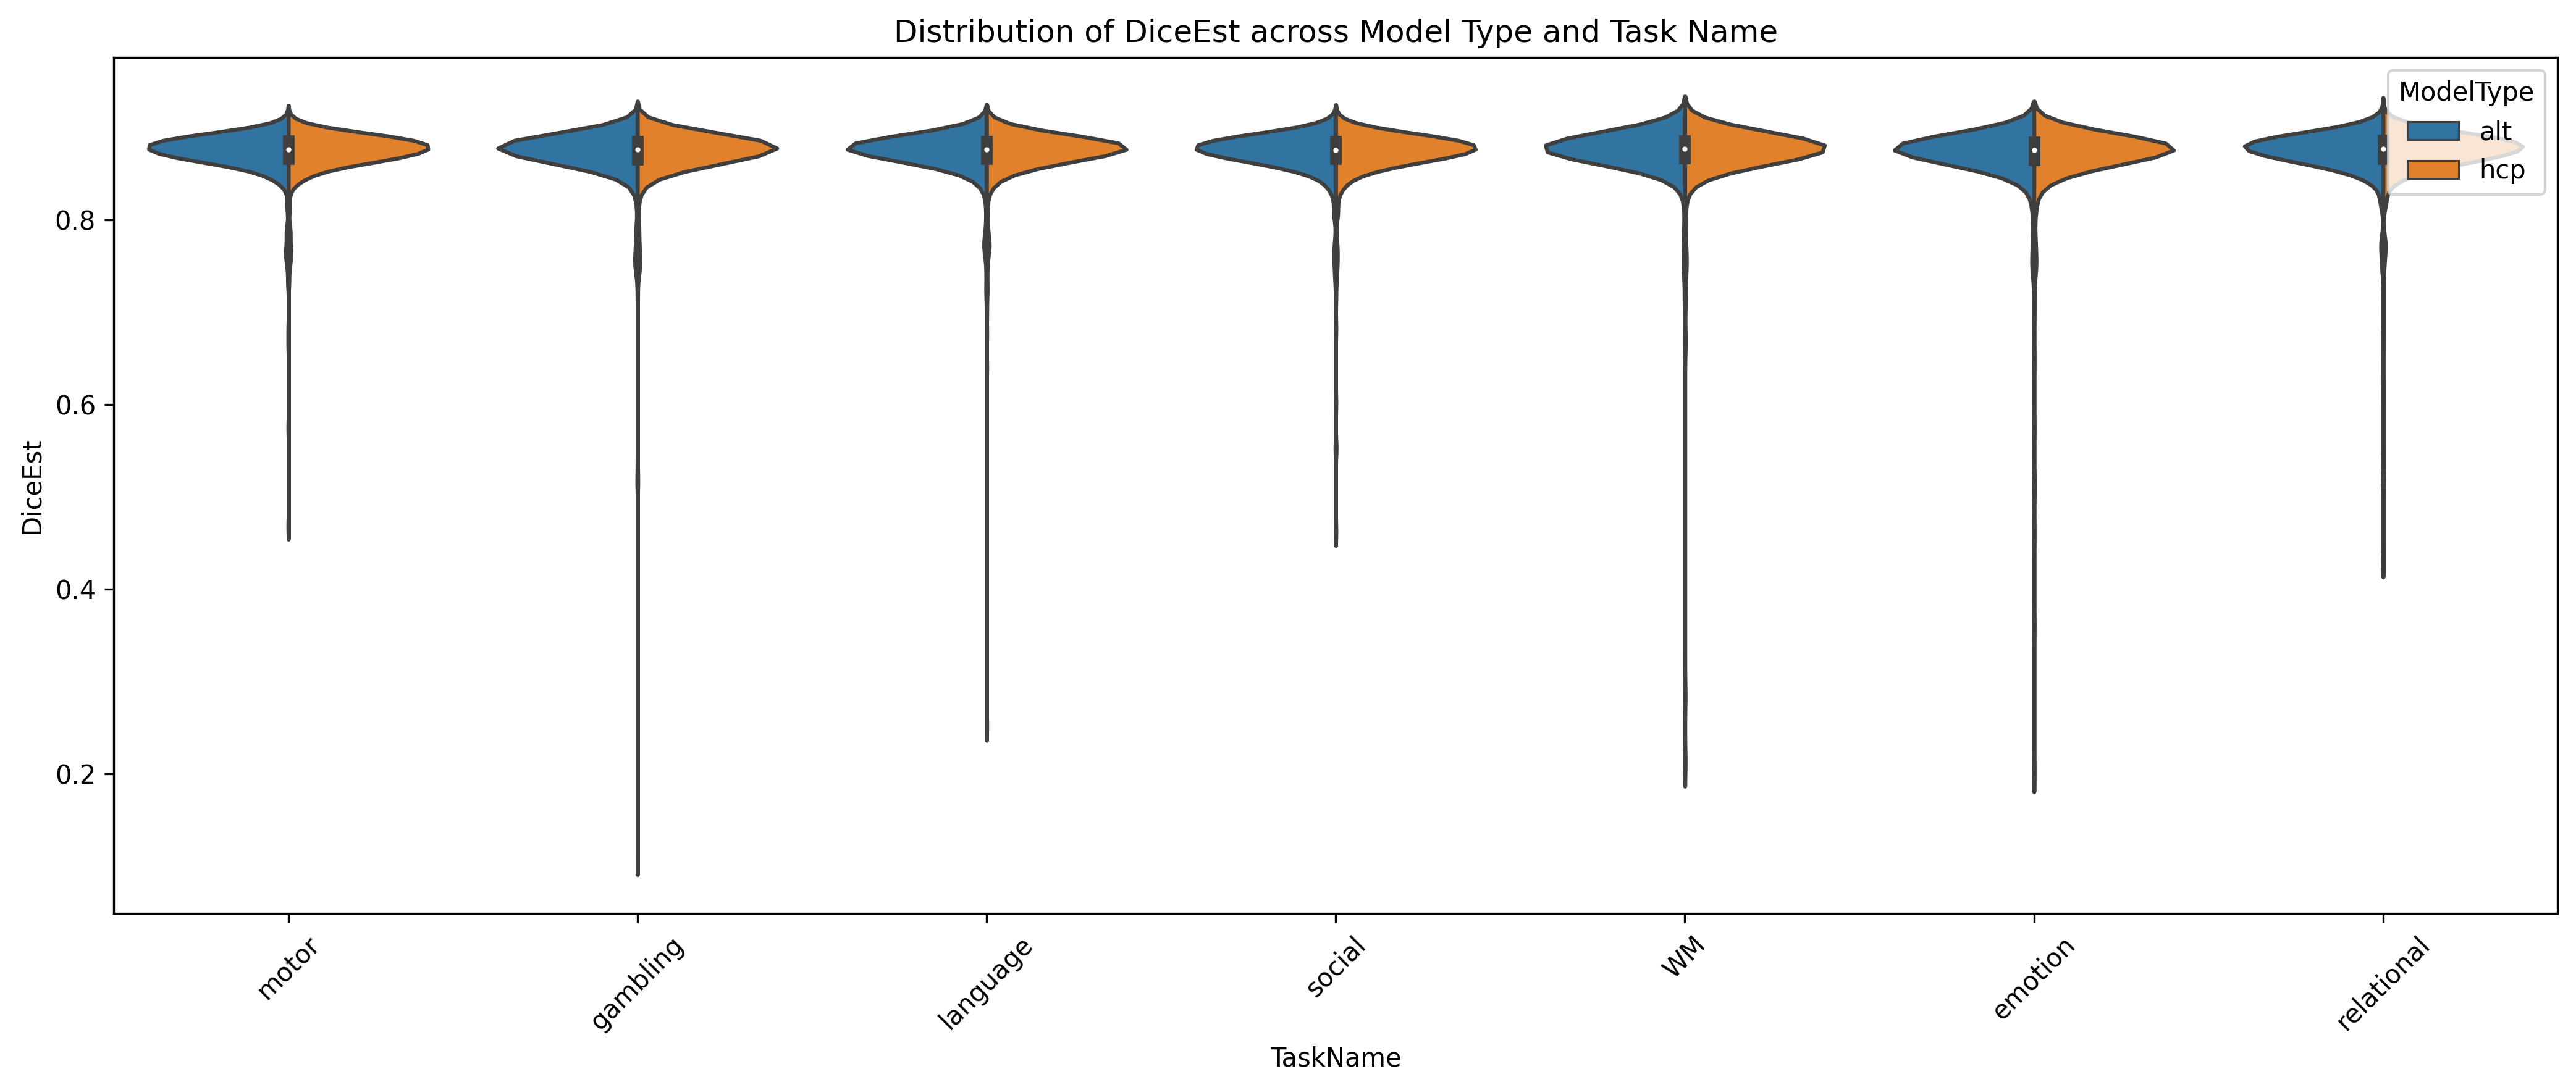 Distribution of DiceEst across Model Type and Task Name
ModelType
alt
hcp
DiceEst
0.8
0.6
0.4
0.2
motor
gambling
language
social
WM
emotion
relational
TaskName